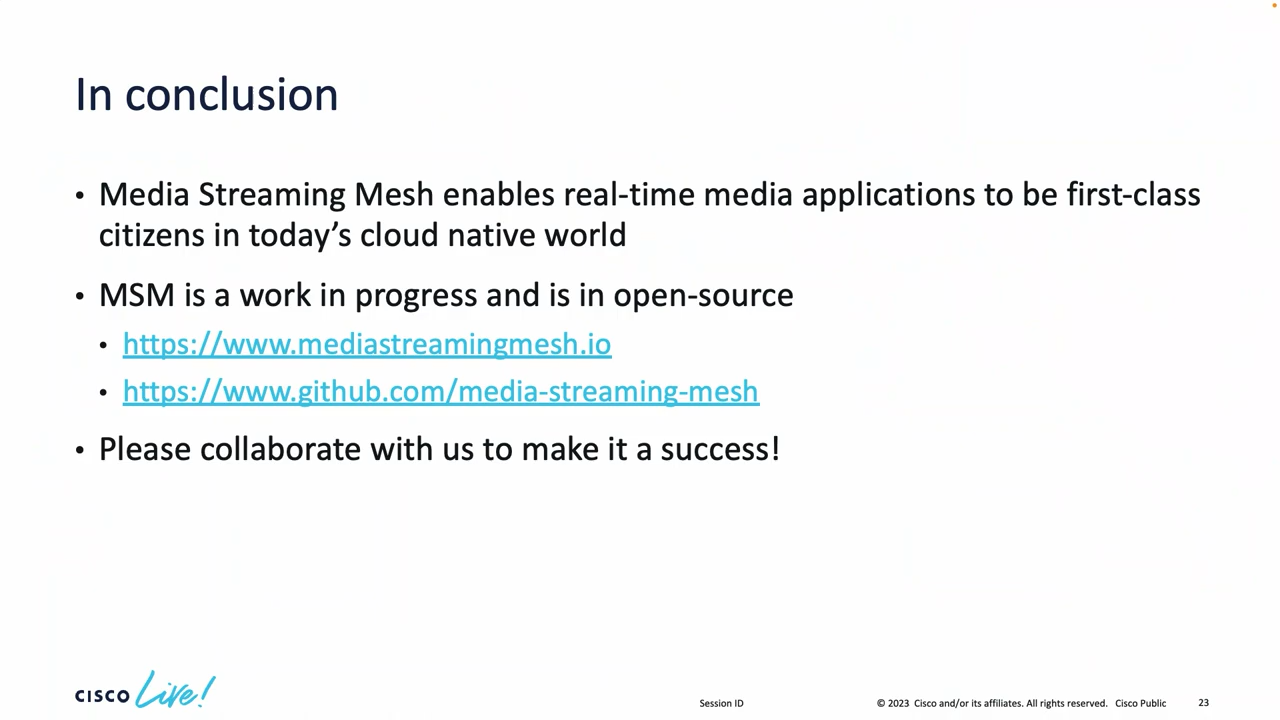 In conclusion
• Media Streaming Mesh enables real-time media applications to be first-class
citizens in today’s cloud native world
• MSM is a work in progress and is in open-source
• https://www.mediastreamingmesh.io
• https://www.github.com/media-streaming-mesh
• Please collaborate with us to make it a success!
CISCO Live!
Session ID
© 2023 Cisco and/or its affiliates. All rights reserved. Cisco Public
23